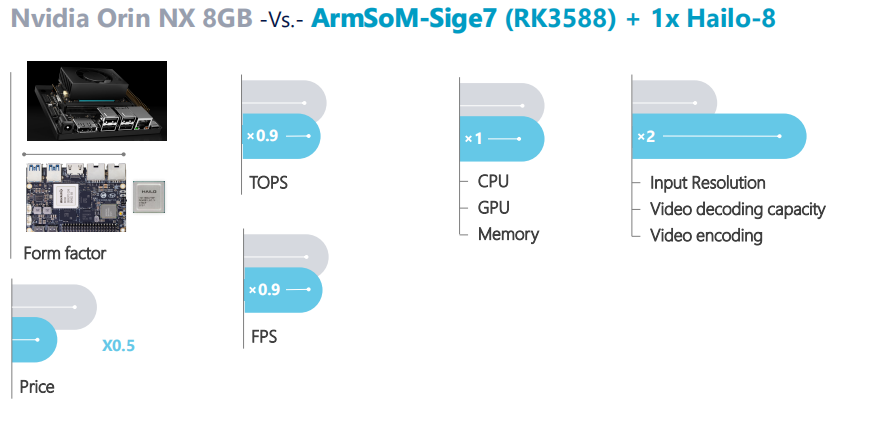 Nvidia Orin NX 8GB -Vs.- ArmSoM-Sige7 (RK3588) + 1x Hailo-8
×0.9
TOPS
×1
CPU
GPU
Memory
×2
Input Resolution
Video decoding capacity
Video encoding
HAILO
Form factor
×0.9
FPS
X0.5
Price